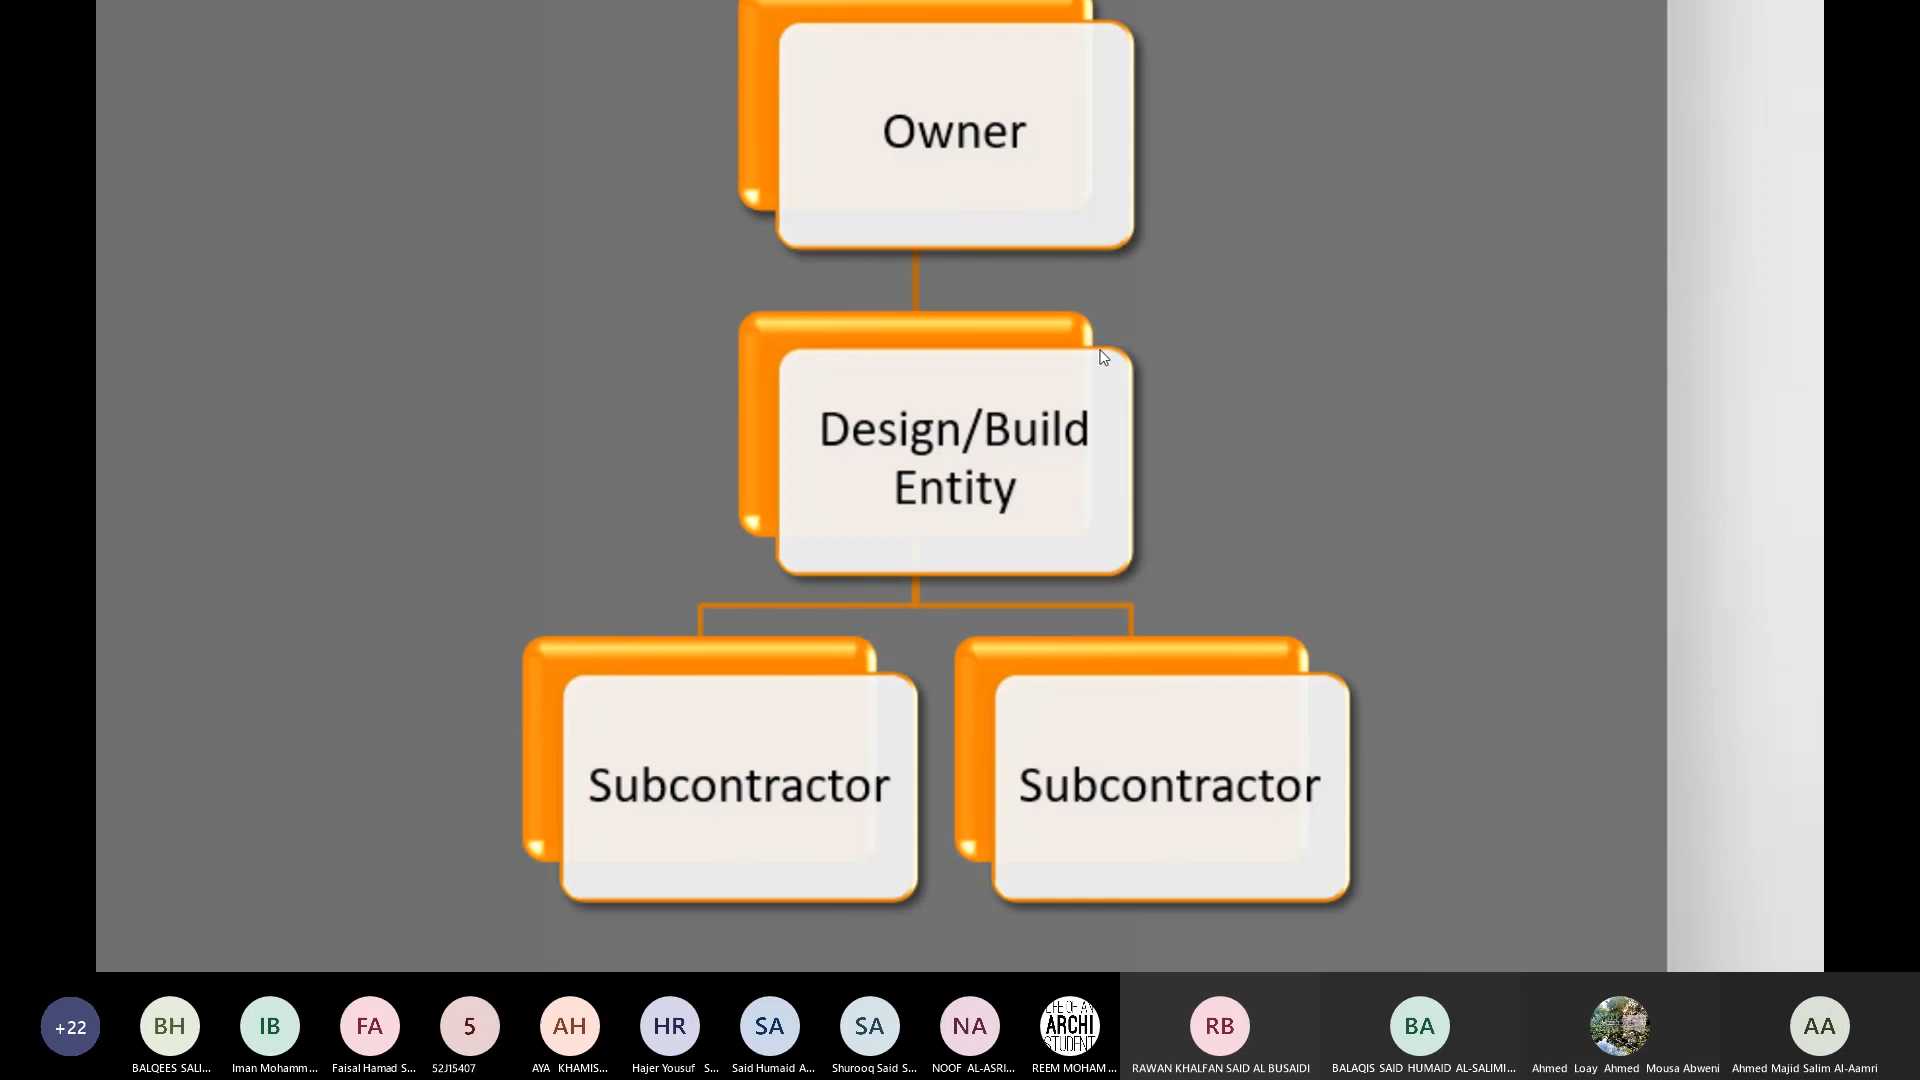 Owner
Design/Build
Entity
Subcontractor Subcontractor
+22 BH IB FA 5 AH HR SA SA NA ARCHI STUDENT RB BA AA
BALQEES SALI... Iman Mohamm... Faisal Hamad S... 52J15407 AYA KHAMIS... Hajer Yousuf S... Said Humaid A... Shurooq Said S... NOOF AL-ASRI... REEM MOHAM... RAWAN KHALFAN SAID AL BUSAIDI BALAQIS SAID HUMAID AL-SALIMI... Ahmed Loay Ahmed Mousa Abweni Ahmed Majid Salim Al-Aamri